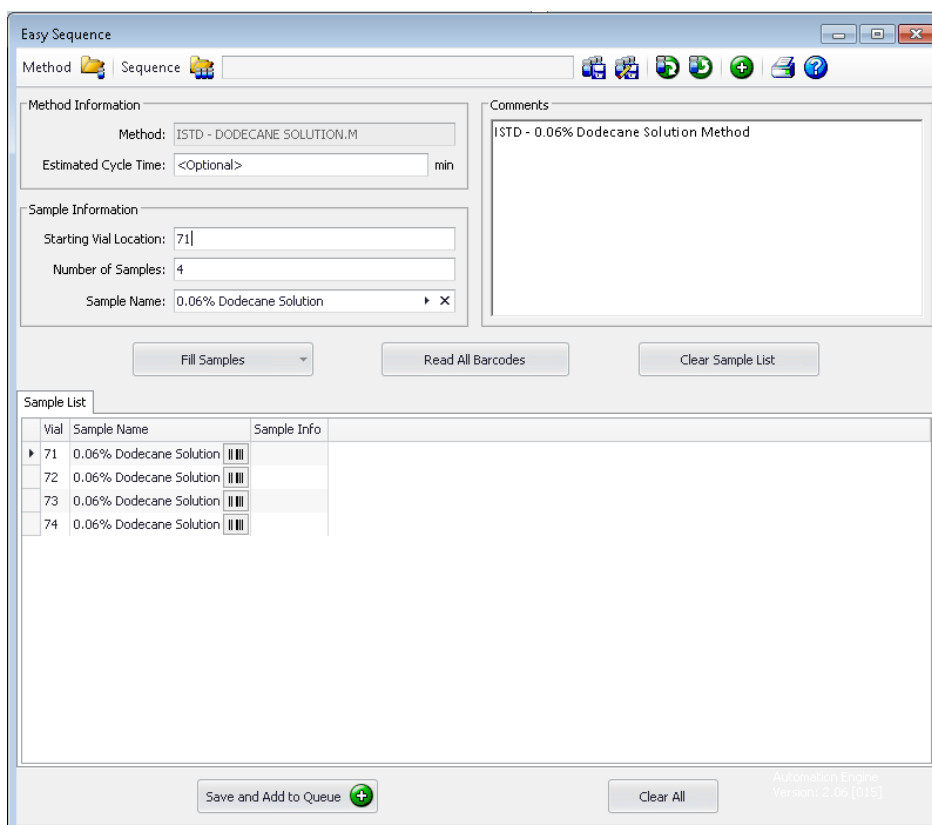 Easy Sequence
Method Sequence
Method Information
Method: ISTD - DODECANE SOLUTION.M
Estimated Cycle Time: <Optional> min
Comments
ISTD - 0.06% Dodecane Solution Method
Sample Information
Starting Vial Location: 71
Number of Samples: 4
Sample Name: 0.06% Dodecane Solution
Fill Samples Read All Barcodes Clear Sample List
Sample List
Vial Sample Name Sample Info
71 0.06% Dodecane Solution
72 0.06% Dodecane Solution
73 0.06% Dodecane Solution
74 0.06% Dodecane Solution
Save and Add to Queue Clear All
Automation Engine
Version: 2.06 [015]